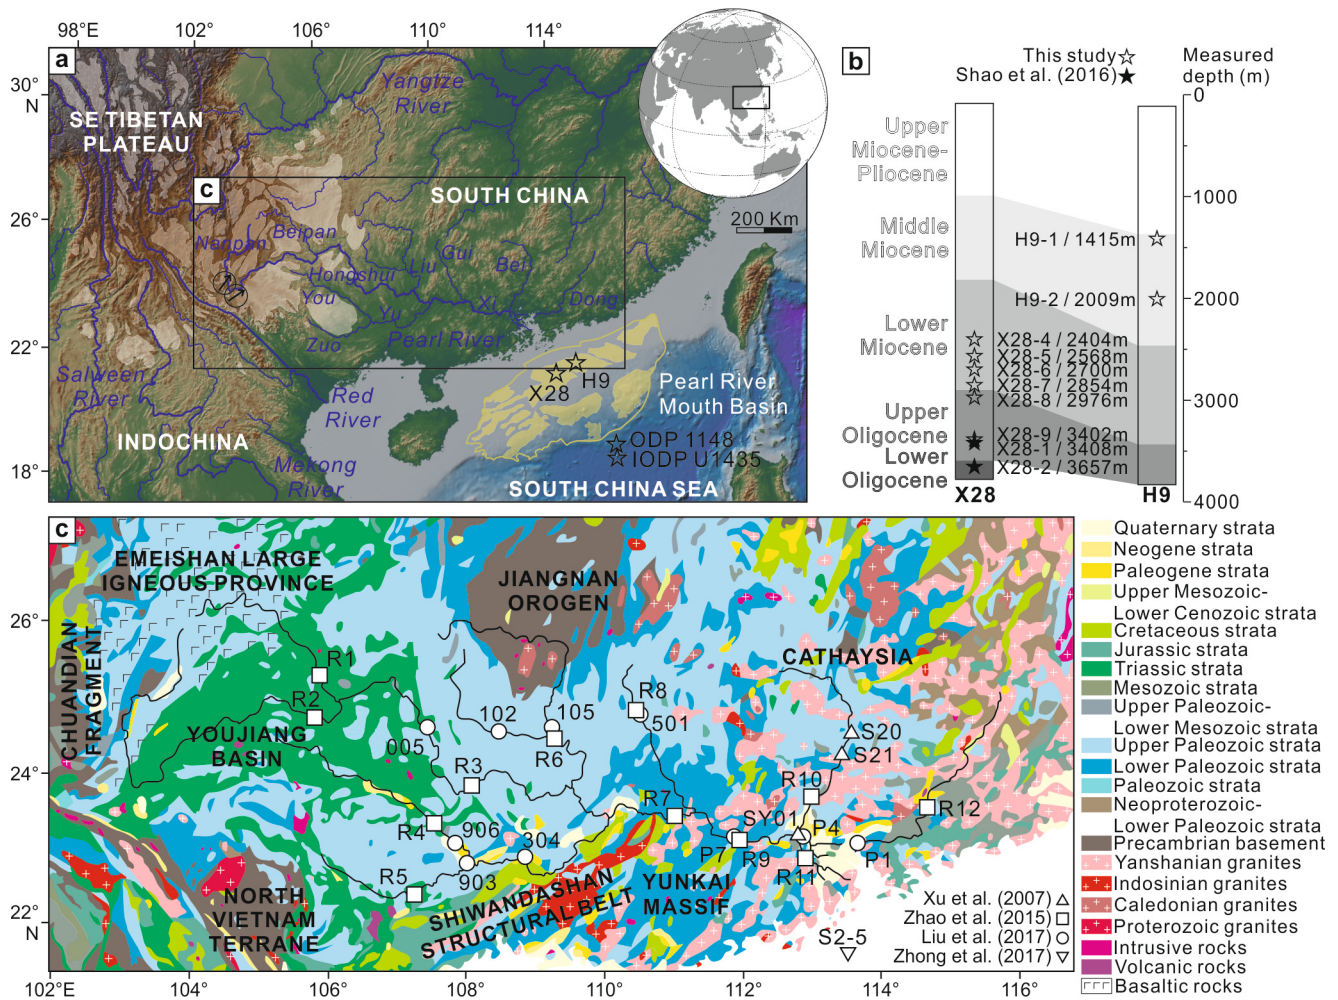 98°E
102°
106°
110°
114°
a
30°
N
26°
22°
18°
SE TIBETAN
PLATEAU
Yangtze
River
c
SOUTH CHINA
200 Km
Nanpan
Beipan
Hongshui
Liu
Gui
Bei
You
Yu
Xi
Dong
Zuo
Pearl River
Salween
River
Red
River
X28
H9
Pearl River
Mouth Basin
INDOCHINA
ODP 1148
IODP U1435
Mekong
River
SOUTH CHINA SEA
b
This study
Shao et al. (2016)
Measured
depth (m)
0
1000
2000
3000
4000
Upper
Miocene-
Pliocene
Middle
Miocene
Lower
Miocene
Upper
Oligocene
Lower
Oligocene
H9-1 / 1415m
H9-2 / 2009m
X28-4 / 2404m
X28-5 / 2568m
X28-6 / 2700m
X28-7 / 2854m
X28-8 / 2976m
X28-9 / 3402m
X28-1 / 3408m
X28-2 / 3657m
X28
H9
c
26°
24°
22°
N
102°E
104°
106°
108°
110°
112°
114°
116°
EMEISHAN LARGE
IGNEOUS PROVINCE
JIANGNAN
OROGEN
CHUANDIAN
FRAGMENT
CATHAYSIA
YOUJIANG
BASIN
NORTH
VIETNAM
TERRANE
SHIWANDASHAN
STRUCTURAL BELT
YUNKAI
MASSIF
R1
R2
005
102
105
R6
R8
501
S20
S21
R3
R7
R10
R12
R4
906
304
SY01
P4
P7
R9
P1
903
R5
R11
S2-5
Xu et al. (2007)
Zhao et al. (2015)
Liu et al. (2017)
Zhong et al. (2017)
Quaternary strata
Neogene strata
Paleogene strata
Upper Mesozoic-
Lower Cenozoic strata
Cretaceous strata
Jurassic strata
Triassic strata
Mesozoic strata
Upper Paleozoic-
Lower Mesozoic strata
Upper Paleozoic strata
Lower Paleozoic strata
Paleozoic strata
Neoproterozoic-
Lower Paleozoic strata
Precambrian basement
Yanshanian granites
Indosinian granites
Caledonian granites
Proterozoic granites
Intrusive rocks
Volcanic rocks
Basaltic rocks